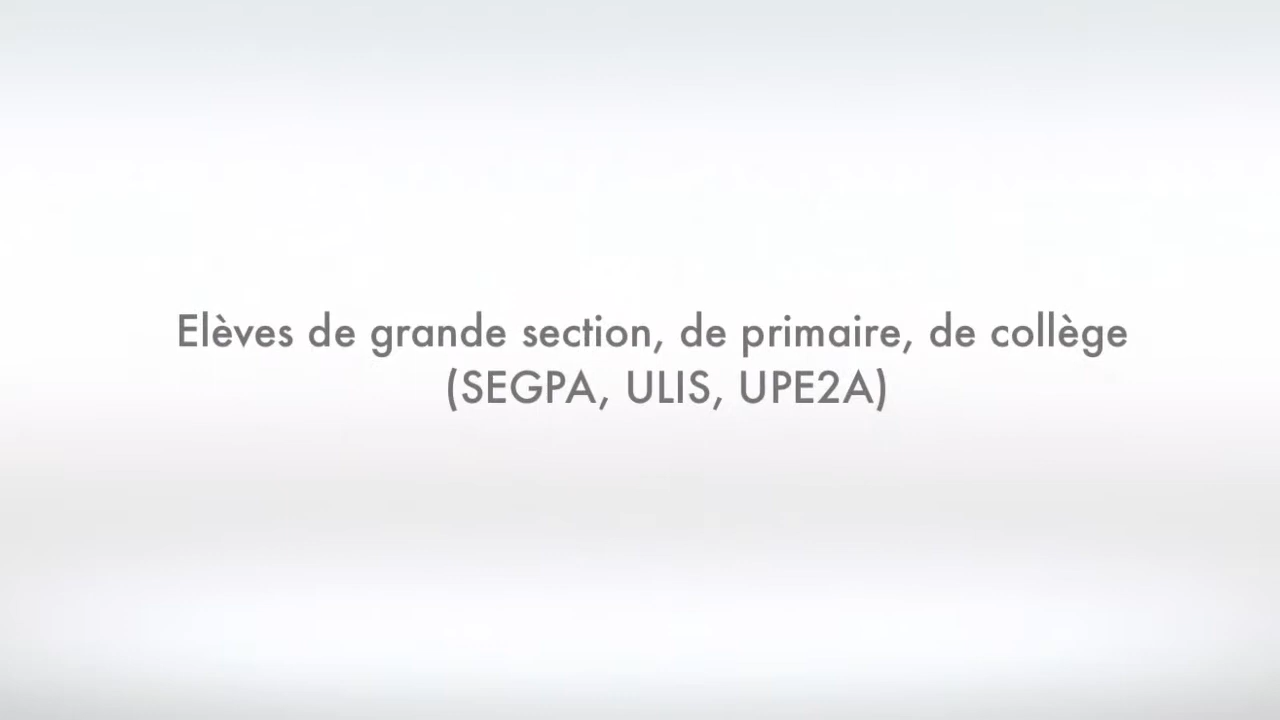 Elèves de grande section, de primaire, de collège
(SEGPA, ULIS, UPE2A)